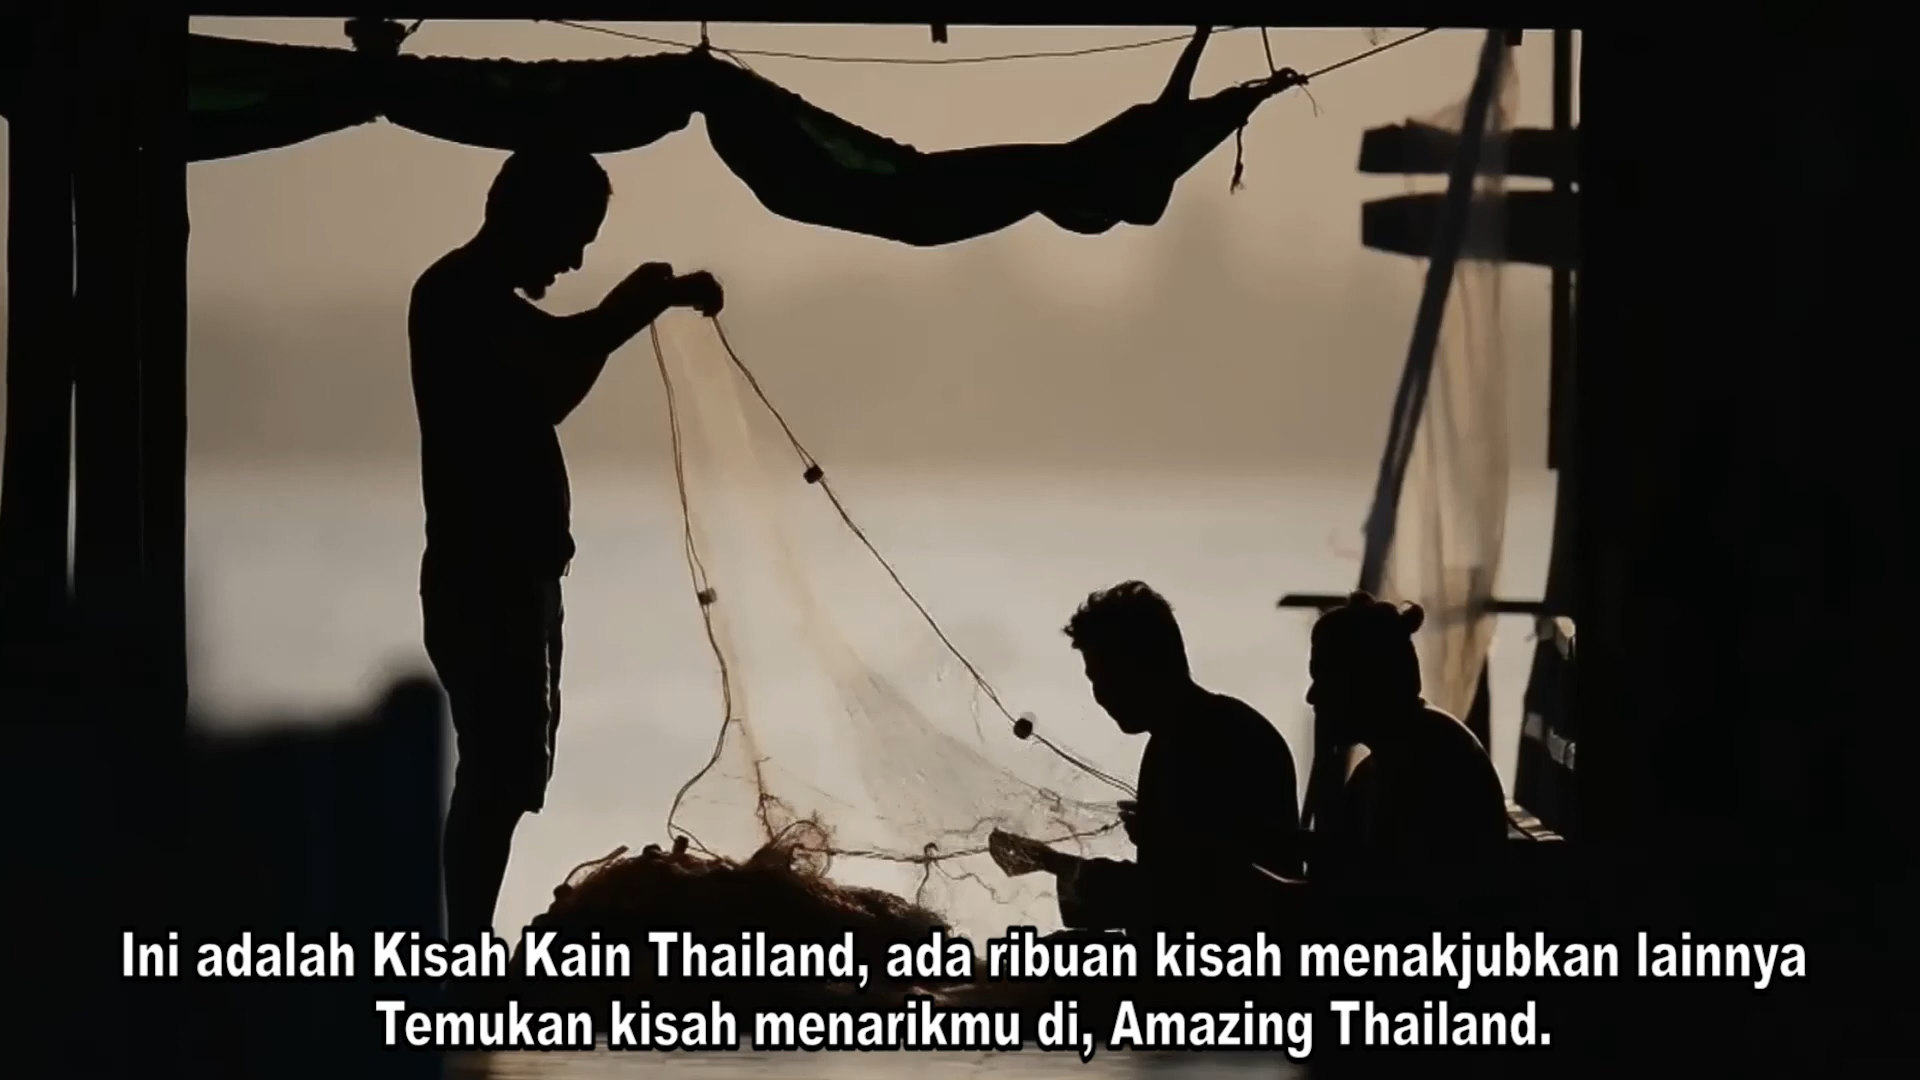 Ini adalah Kisah Kain Thailand, ada ribuan kisah menakjubkan lainnya
Temukan kisah menarikmu di, Amazing Thailand.